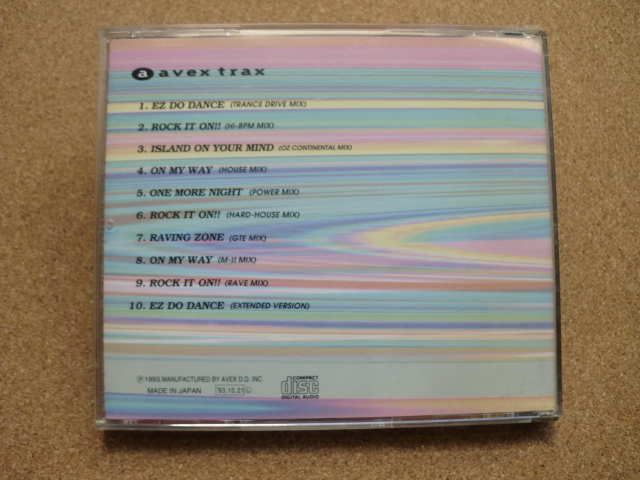 a avex trax
1. EZ DO DANCE (TRANCE DRIVE MIX)
2. ROCK IT ON!! (Hi-BPM MIX)
3. ISLAND ON YOUR MIND (OZ CONTINENTAL MIX)
4. ON MY WAY (HOUSE MIX)
5. ONE MORE NIGHT (POWER MIX)
6. ROCK IT ON!! (HARD-HOUSE MIX)
7. RAVING ZONE (GTE MIX)
8. ON MY WAY (M-II MIX)
9. ROCK IT ON!! (RAVE MIX)
10. EZ DO DANCE (EXTENDED VERSION)
℗1993 MANUFACTURED BY AVEX D.D. INC.
MADE IN JAPAN '93.10.21
COMPACT
disc
DIGITAL AUDIO